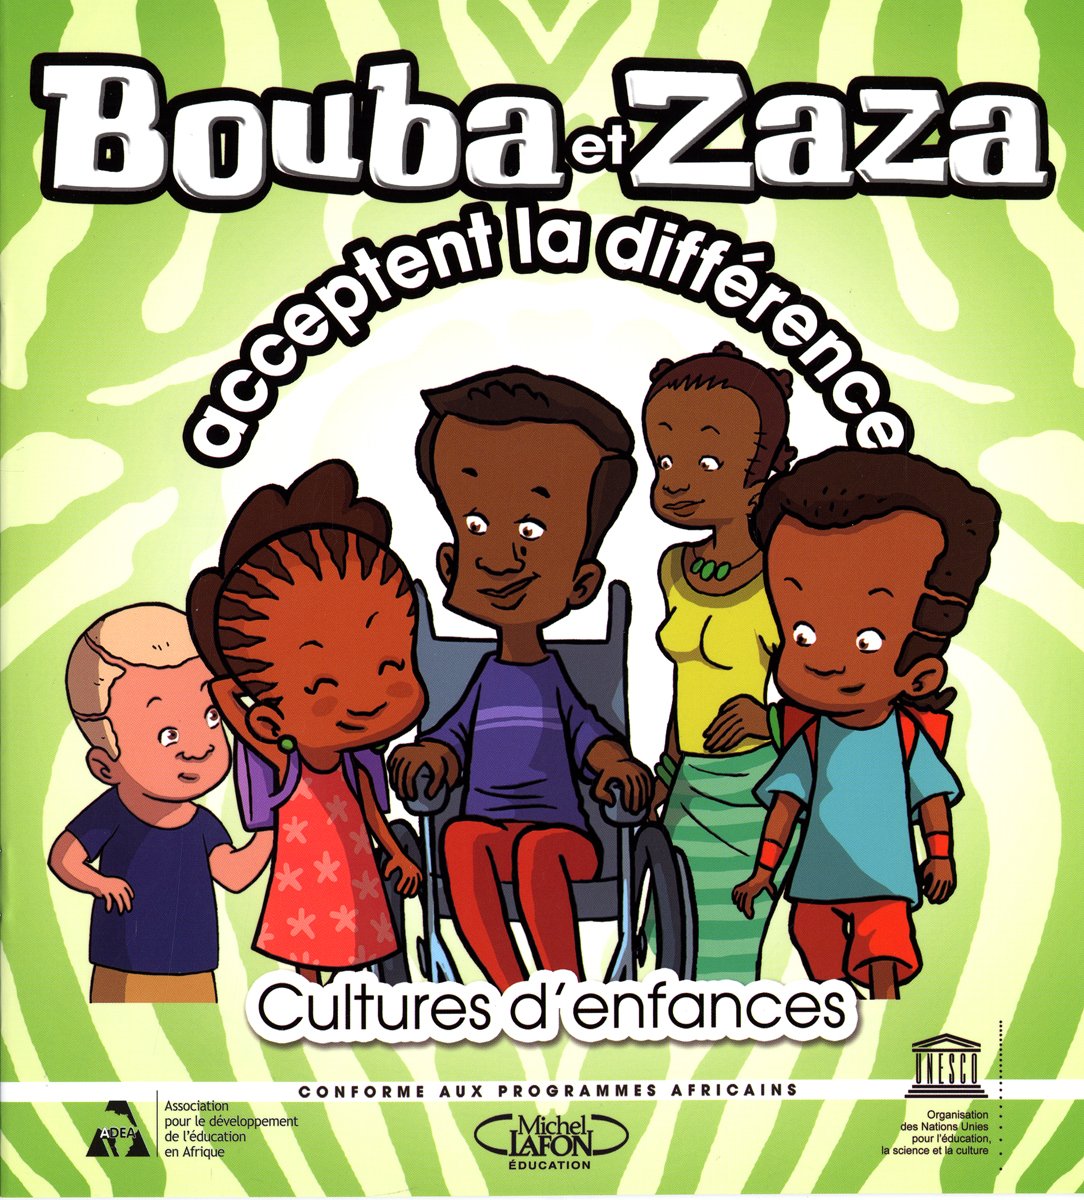 Bouba et Zaza
acceptent la différence
Cultures d'enfances
CONFORME AUX PROGRAMMES AFRICAINS
ADEA
Association
pour le développement
de l'éducation
en Afrique
Michel
LAFON
ÉDUCATION
UNESCO
Organisation
des Nations Unies
pour l'éducation,
la science et la culture